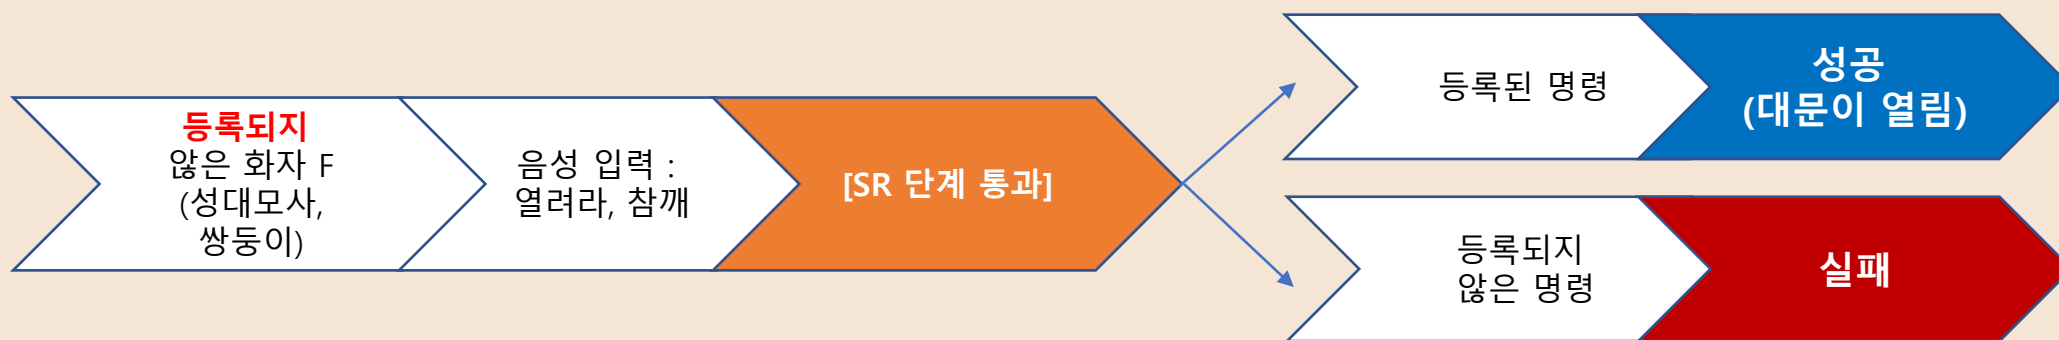 등록되지
않은 화자 F
(성대모사,
쌍둥이)
음성 입력 :
열려라, 참깨
[SR 단계 통과]
등록된 명령
성공
(대문이 열림)
등록되지
않은 명령
실패